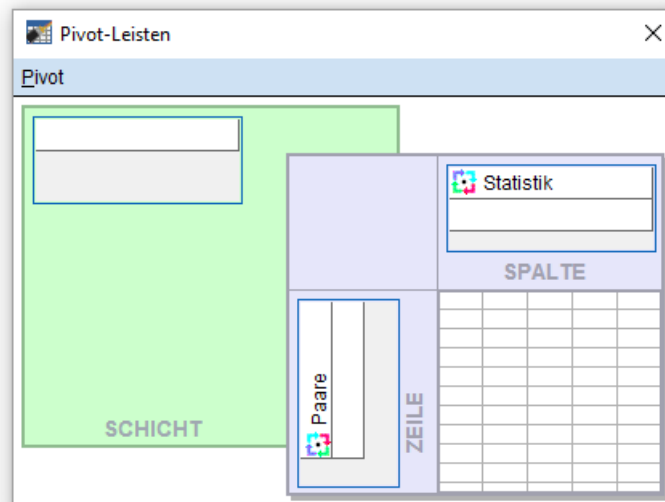 Pivot-Leisten
Pivot
Statistik
SPALTE
Paare
ZEILE
SCHICHT